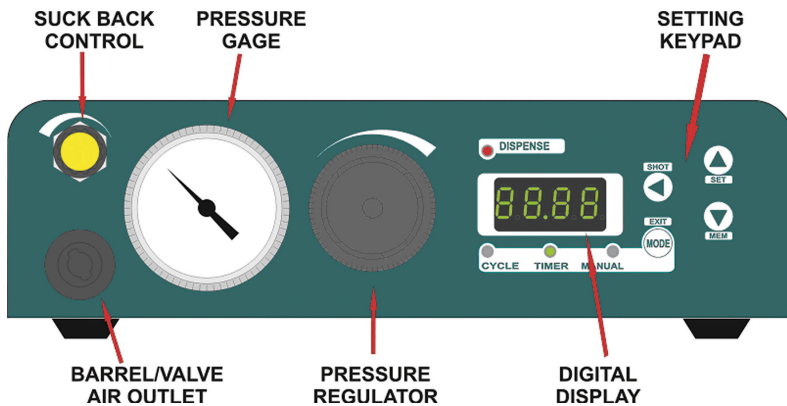 SUCK BACK
CONTROL
PRESSURE
GAGE
SETTING
KEYPAD
DISPENSE
SHOT
SET
88.88
EXIT
MODE
MEM
CYCLE
TIMER
MANUAL
BARREL/VALVE
AIR OUTLET
PRESSURE
REGULATOR
DIGITAL
DISPLAY